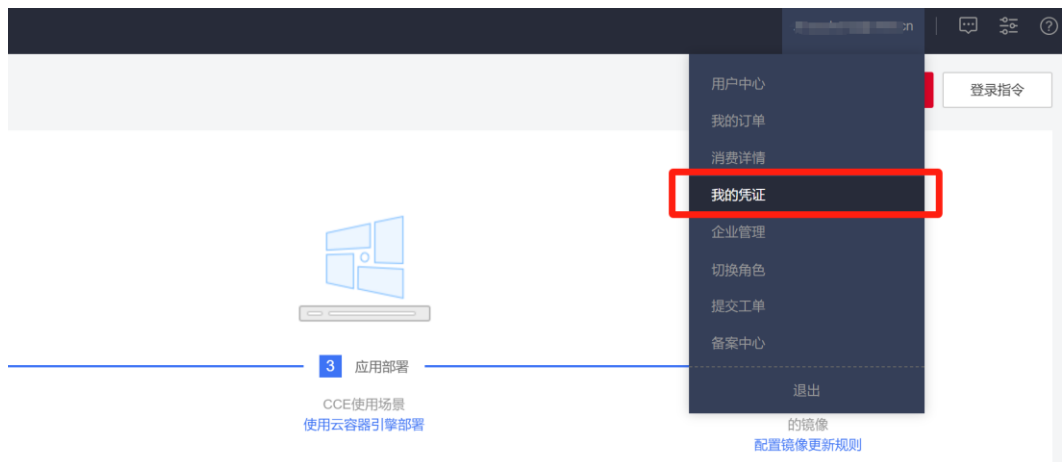 cn
用户中心
登录指令
我的订单
消费详情
我的凭证
企业管理
切换角色
提交工单
备案中心
退出
3 应用部署
CCE使用场景
使用云容器引擎部署
的镜像
配置镜像更新规则